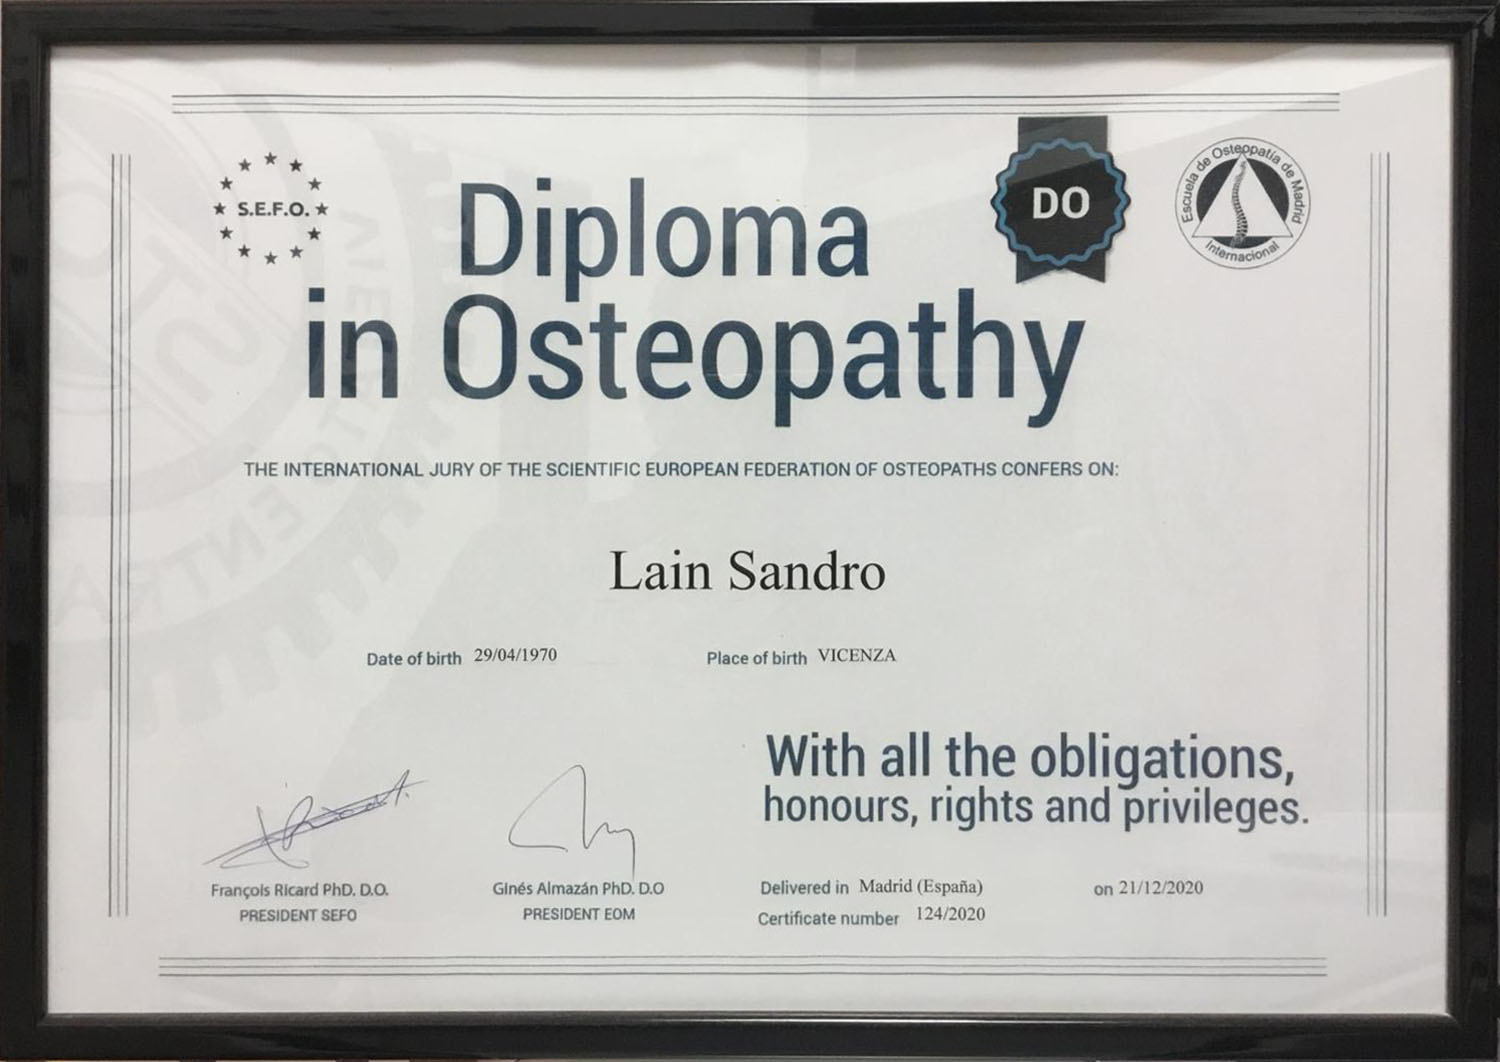 S.E.F.O.
DO
Escuela de Osteopatía de Madrid
Internacional
Diploma
in Osteopathy
THE INTERNATIONAL JURY OF THE SCIENTIFIC EUROPEAN FEDERATION OF OSTEOPATHS CONFERS ON:
Lain Sandro
Date of birth 29/04/1970 Place of birth VICENZA
With all the obligations,
honours, rights and privileges.
François Ricard PhD. D.O.
PRESIDENT SEFO
Ginés Almazán PhD. D.O
PRESIDENT EOM
Delivered in Madrid (España) on 21/12/2020
Certificate number 124/2020